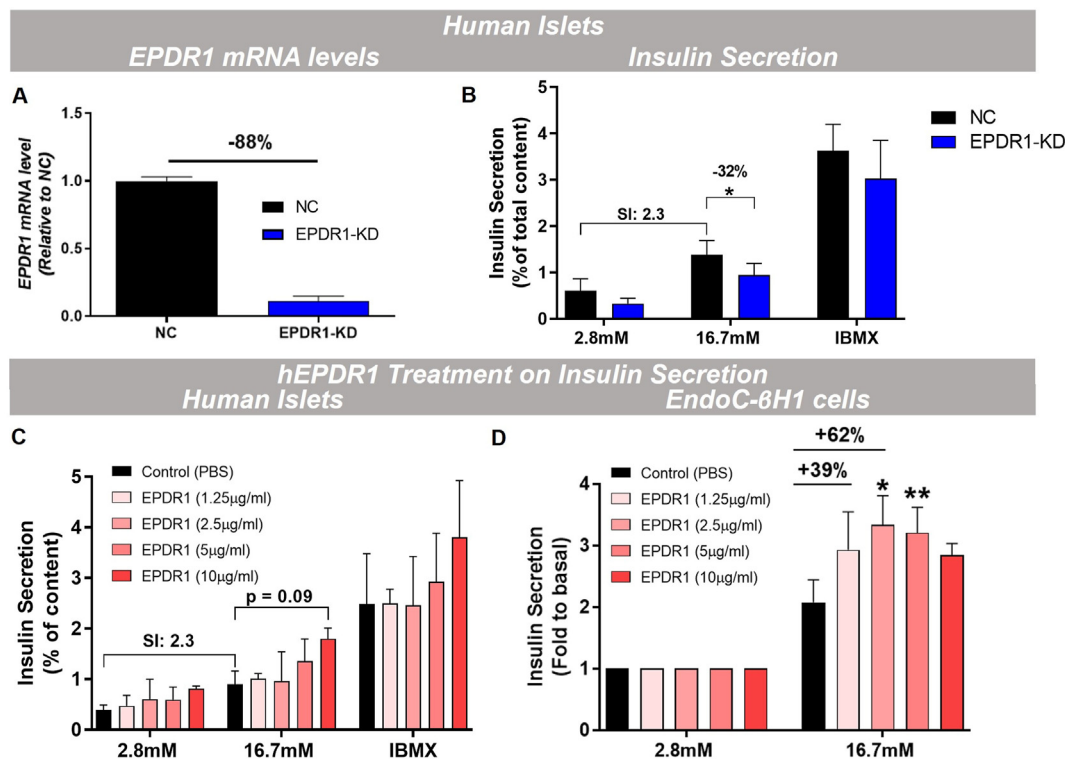 Human Islets
EPDR1 mRNA levels
Insulin Secretion
A
EPDR1 mRNA level
(Relative to NC)
1.5
1.0
0.5
0.0
-88%
NC
EPDR1-KD
NC
EPDR1-KD
B
Insulin Secretion
(%of total content)
5
4
3
2
1
0
SI: 2.3
-32%
*
NC
EPDR1-KD
2.8mM
16.7mM
IBMX
hEPDR1 Treatment on Insulin Secretion
Human Islets
EndoC-βH1 cells
C
Insulin Secretion
(% of content)
5
4
3
2
1
0
Control (PBS)
EPDR1 (1.25μg/ml)
EPDR1 (2.5μg/ml)
EPDR1 (5μg/ml)
EPDR1 (10μg/ml)
SI: 2.3
p = 0.09
2.8mM
16.7mM
IBMX
D
Insulin Secretion
(Fold to basal)
4
3
2
1
0
Control (PBS)
EPDR1 (1.25μg/ml)
EPDR1 (2.5μg/ml)
EPDR1 (5μg/ml)
EPDR1 (10μg/ml)
+62%
+39%
*
**
2.8mM
16.7mM